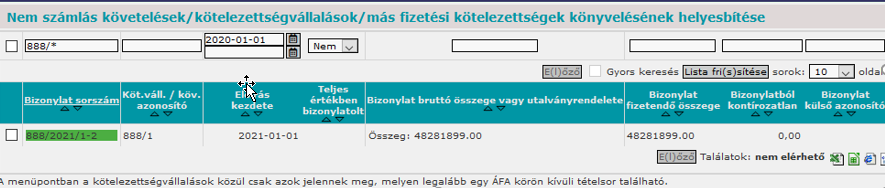 Nem számlás követelések/kötelezettségvállalások/más fizetési kötelezettségek könyvelésének helyesbítése
888/* 2020-01-01 Nem
E(l)őző Gyors keresés Lista fri(s)sítése sorok: 10 oldal
Bizonylat sorszám Köt.váll. / köv. azonosító kezdete Teljes értékben bizonylatolt Bizonylat bruttó összege vagy utalványrendelete Bizonylat fizetendő összege Bizonylatból kontírozatlan Bizonylat külső azonosító
888/2021/1-2 888/1 2021-01-01 Összeg: 48281899.00 48281899.00 0,00
E(l)őző Találatok: nem elérhető
A menüpontban a kötelezettségvállalások közül csak azok jelennek meg, melyen legalább egy ÁFA körön kívüli tételsor található.